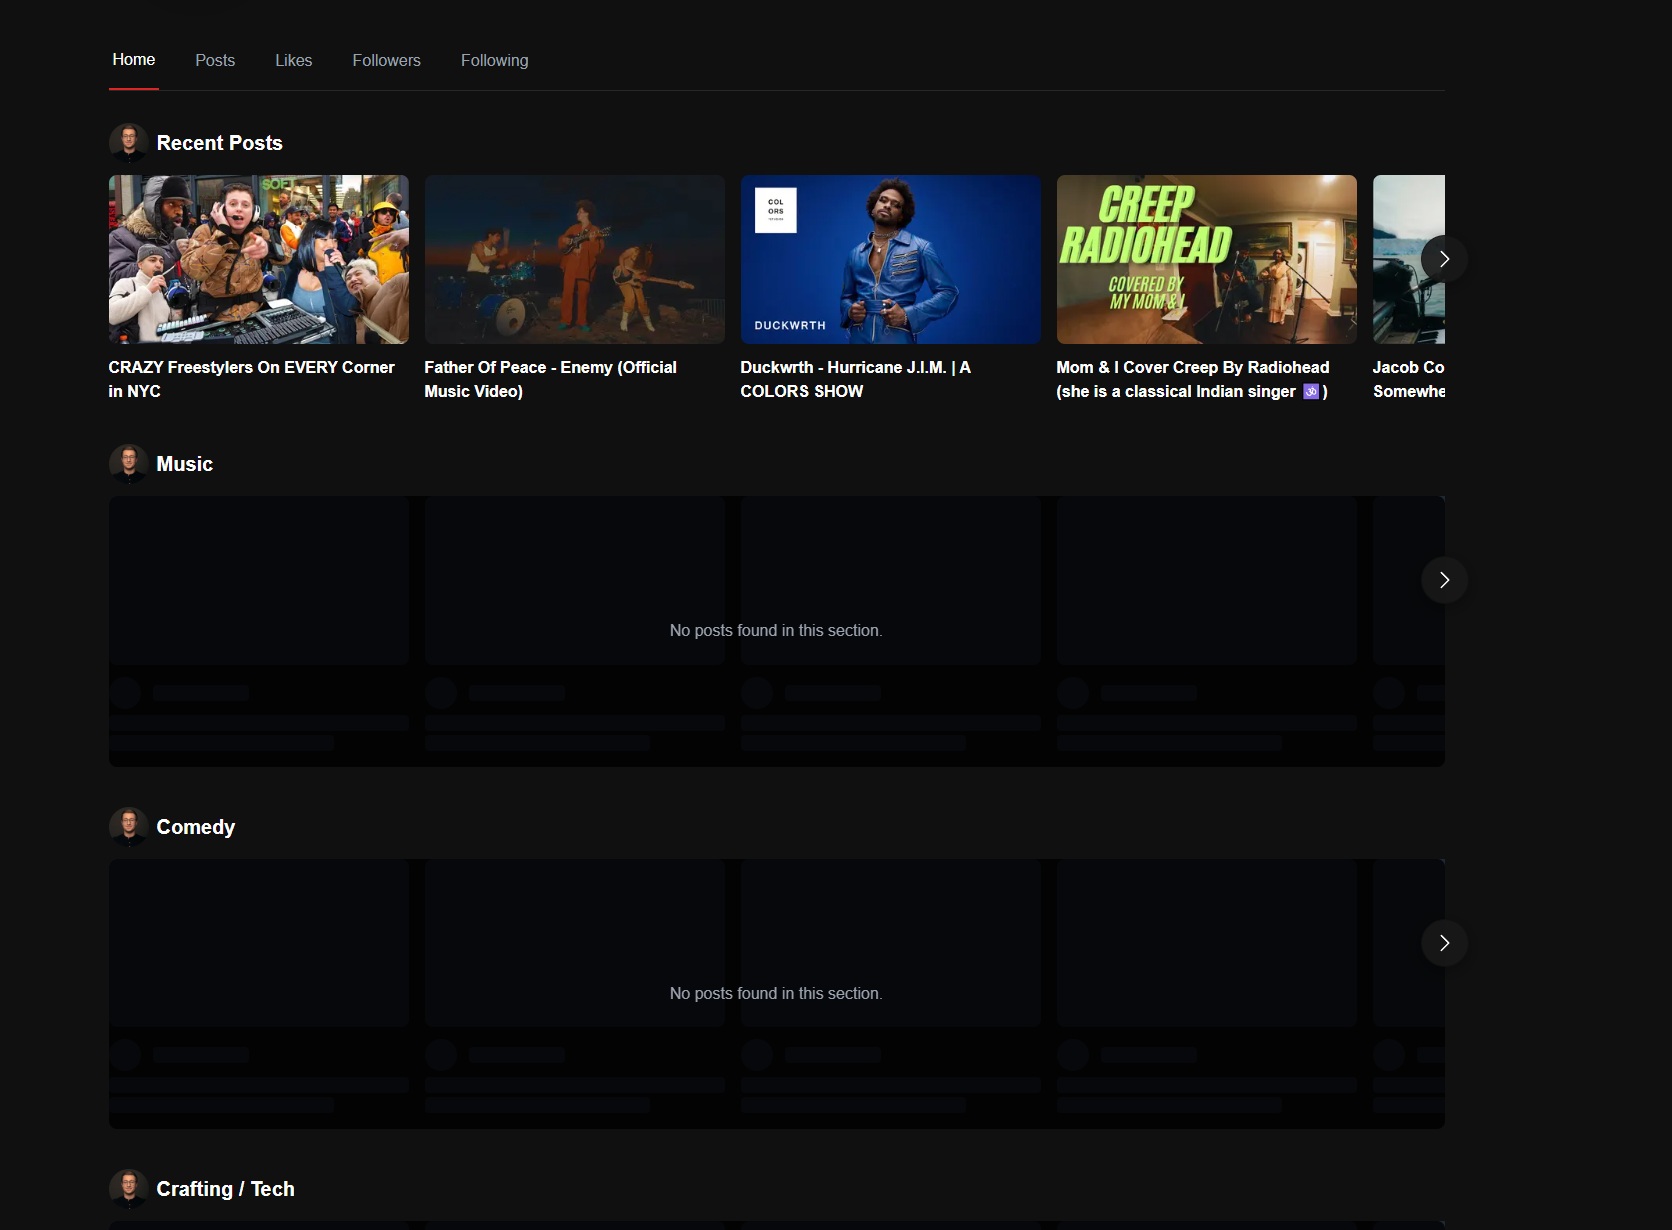 Home
Posts
Likes
Followers
Following
Recent Posts
SOFT
COL
ORS
DUCKWRTH
CREEP
RADIOHEAD
COVERED BY
MY MOM & I
CRAZY Freestylers On EVERY Corner
in NYC
Father Of Peace - Enemy (Official
Music Video)
Duckwrth - Hurricane J.I.M. | A
COLORS SHOW
Mom & I Cover Creep By Radiohead
(she is a classical Indian singer 🕉️)
Jacob Co
Somewhe
Music
No posts found in this section.
Comedy
No posts found in this section.
Crafting / Tech